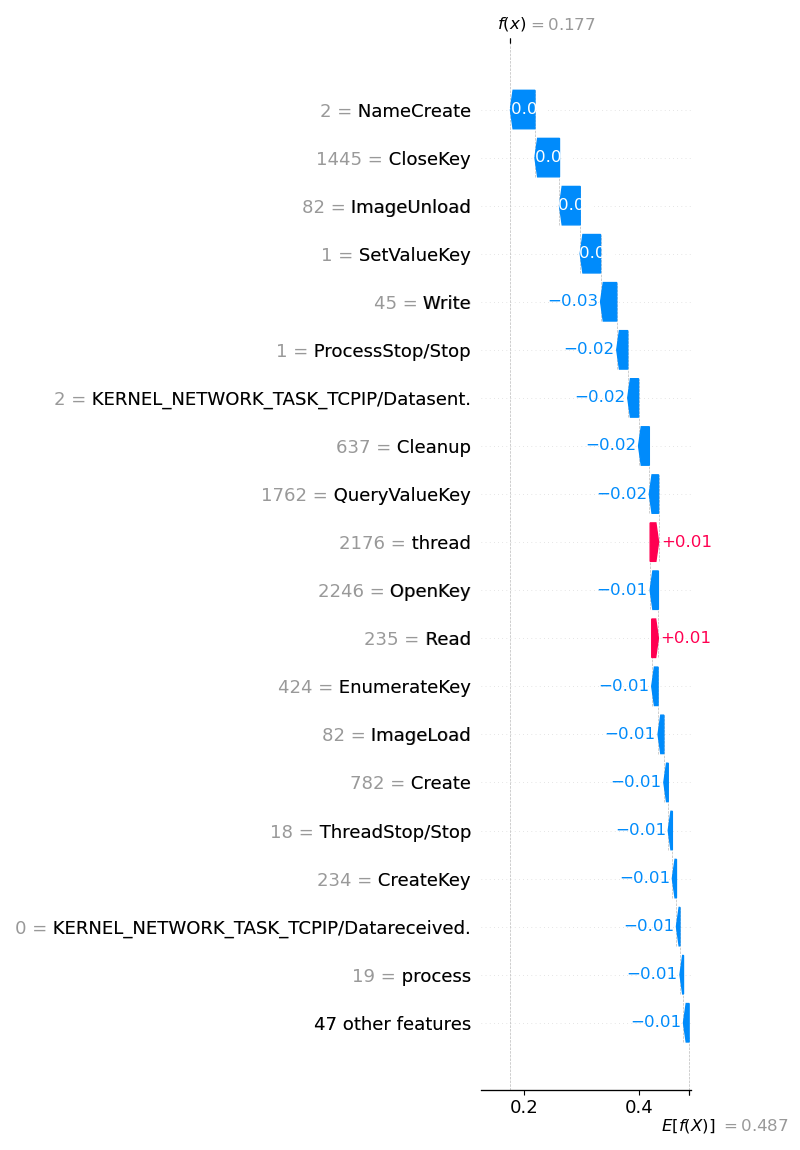 f(x) = 0.177
2 = NameCreate
1445 = CloseKey
82 = ImageUnload
1 = SetValueKey
45 = Write −0.03
1 = ProcessStop/Stop −0.02
2 = KERNEL_NETWORK_TASK_TCPIP/Datasent. −0.02
637 = Cleanup −0.02
1762 = QueryValueKey −0.02
2176 = thread +0.01
2246 = OpenKey −0.01
235 = Read +0.01
424 = EnumerateKey −0.01
82 = ImageLoad −0.01
782 = Create −0.01
18 = ThreadStop/Stop −0.01
234 = CreateKey −0.01
0 = KERNEL_NETWORK_TASK_TCPIP/Datareceived. −0.01
19 = process −0.01
47 other features −0.01
0.2 0.4
E[f(X)] = 0.487